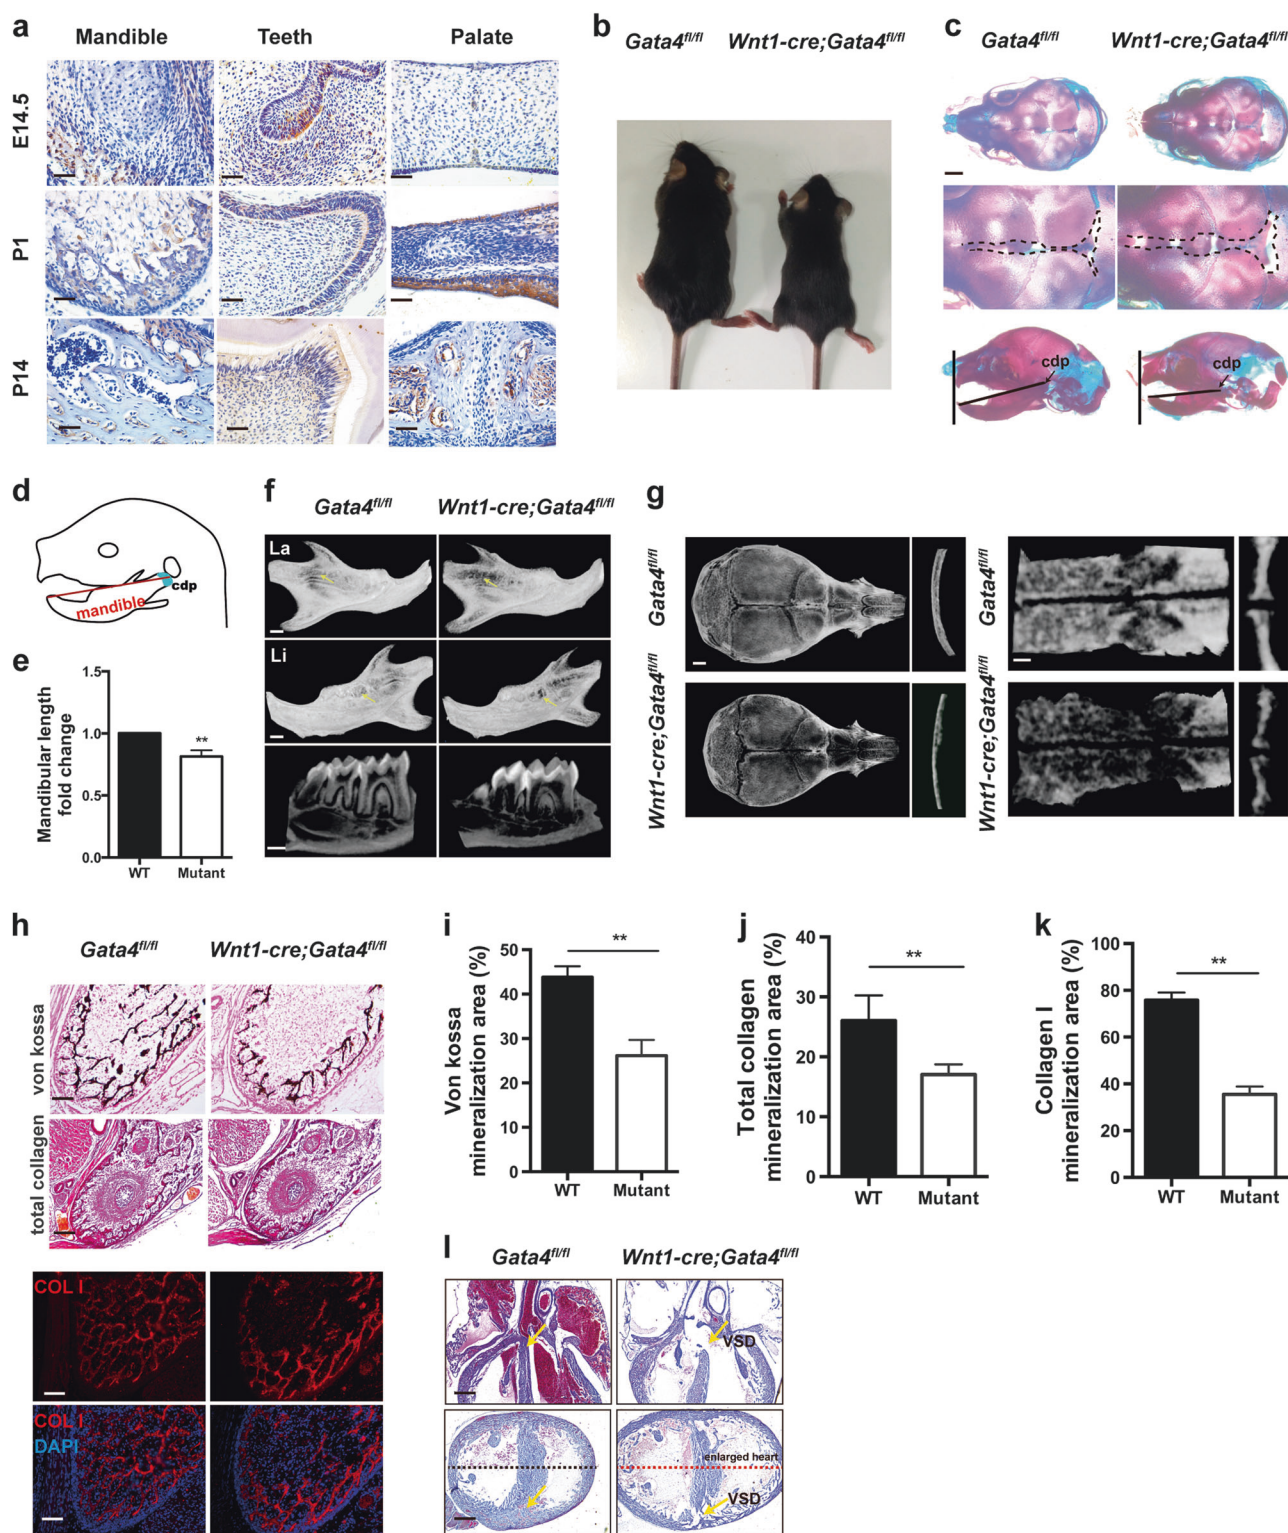 a
Mandible Teeth Palate
E14.5
P1
P14
b
Gata4fl/fl Wnt1-cre;Gata4fl/fl
c
Gata4fl/fl Wnt1-cre;Gata4fl/fl
cdp
cdp
d
cdp
mandible
e
Mandibular length
fold change
1.5
1.0
0.5
0.0
**
WT Mutant
f
Gata4fl/fl Wnt1-cre;Gata4fl/fl
La
Li
g
Gata4fl/fl
Wnt1-cre;Gata4fl/fl
Gata4fl/fl
Wnt1-cre;Gata4fl/fl
h
Gata4fl/fl Wnt1-cre;Gata4fl/fl
von kossa
total collagen
COL I
COL I
DAPI
i
Von kossa
mineralization area (%)
50
40
30
20
10
0
**
WT Mutant
j
Total collagen
mineralization area (%)
40
30
20
10
0
**
WT Mutant
k
Collagen I
mineralization area (%)
100
80
60
40
20
0
**
WT Mutant
l
Gata4fl/fl Wnt1-cre;Gata4fl/fl
VSD
enlarged heart
VSD